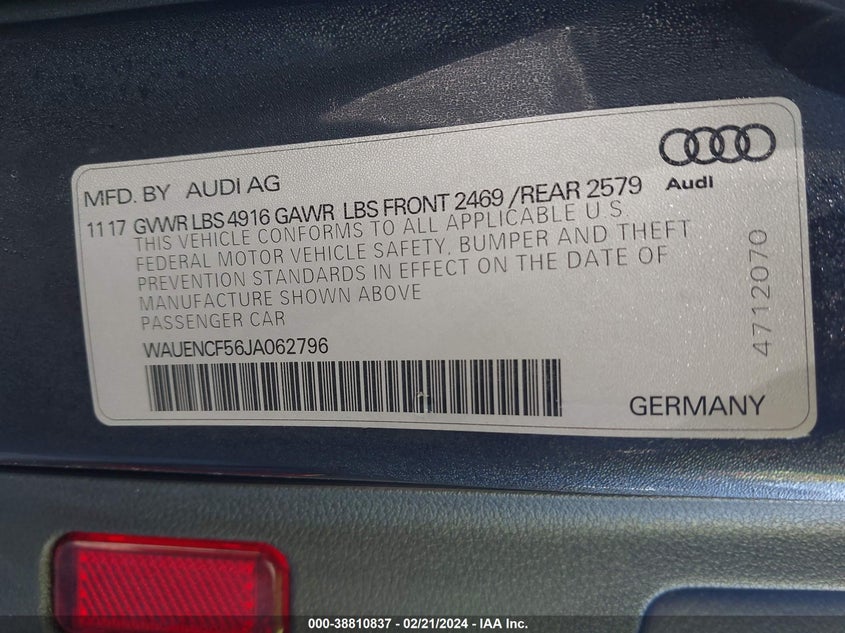 MFD. BY AUDI AG
Audi
11 17 GVWR LBS 4916 GAWR LBS FRONT 2469 /REAR 2579
THIS VEHICLE CONFORMS TO ALL APPLICABLE U S
FEDERAL MOTOR VEHICLE SAFETY, BUMPER AND THEFT
PREVENTION STANDARDS IN EFFECT ON THE DATE OF
MANUFACTURE SHOWN ABOVE
PASSENGER CAR
WAUENCF56JA062796
GERMANY
4712070
000-38810837 - 02/21/2024 - IAA Inc.